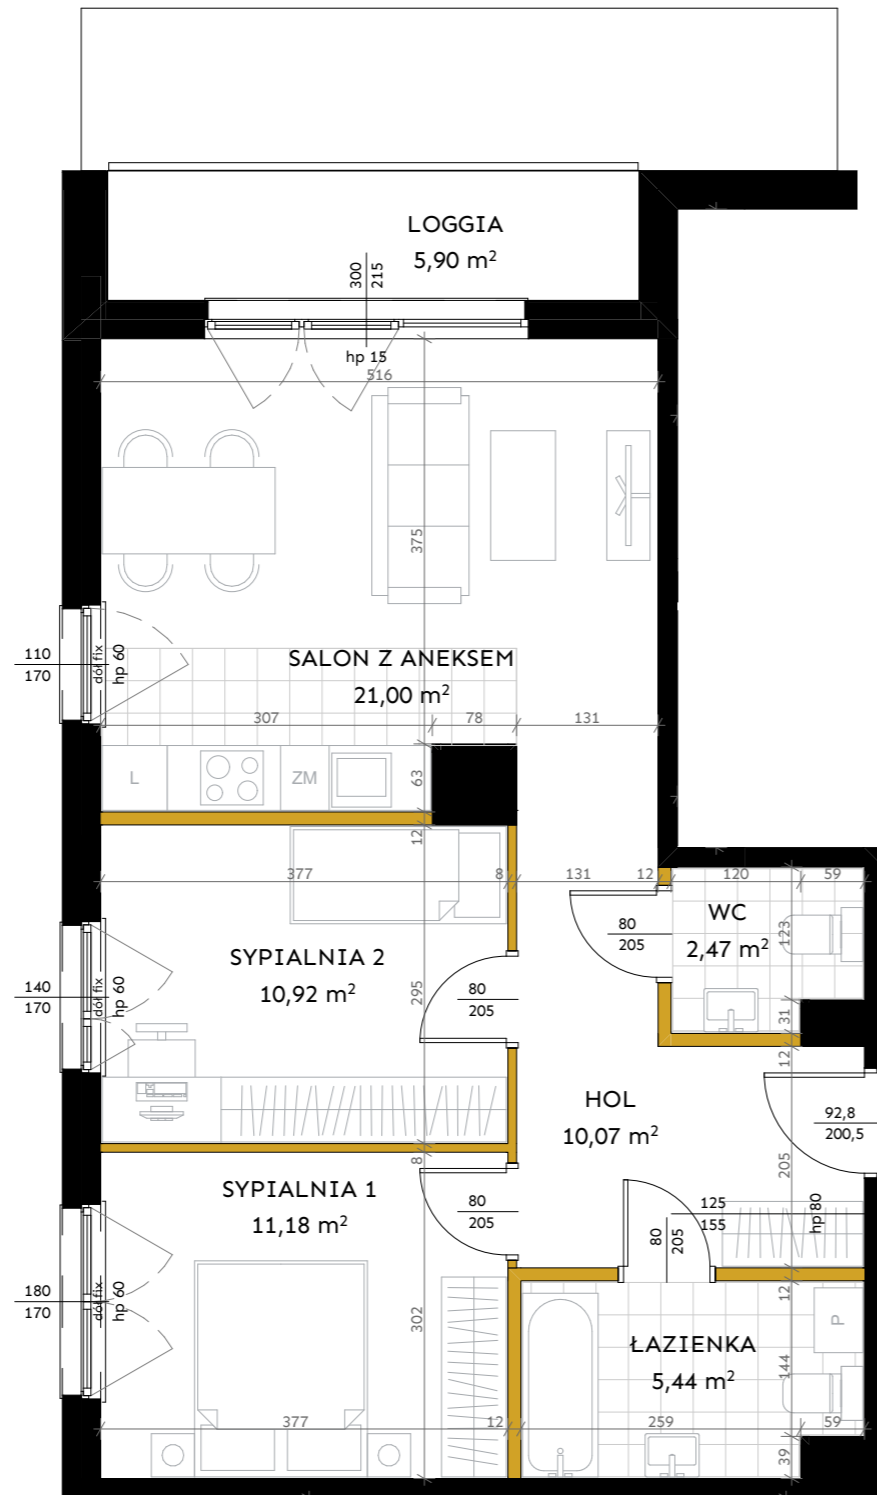 LOGGIA
5,90 m²
300
215
hp 15
516
375
110
170
dół fix
hp 60
SALON Z ANEKSEM
21,00 m²
307
78
131
L
ZM
63
12
377
8
131
12
120
59
WC
2,47 m²
123
80
205
SYPIALNIA 2
10,92 m²
295
80
205
140
170
dół fix
hp 60
31
12
HOL
10,07 m²
92,8
200,5
205
8
SYPIALNIA 1
11,18 m²
80
205
125
155
hp 80
80
205
180
170
dół fix
hp 60
302
12
P
ŁAZIENKA
5,44 m²
144
377
12
259
59
39